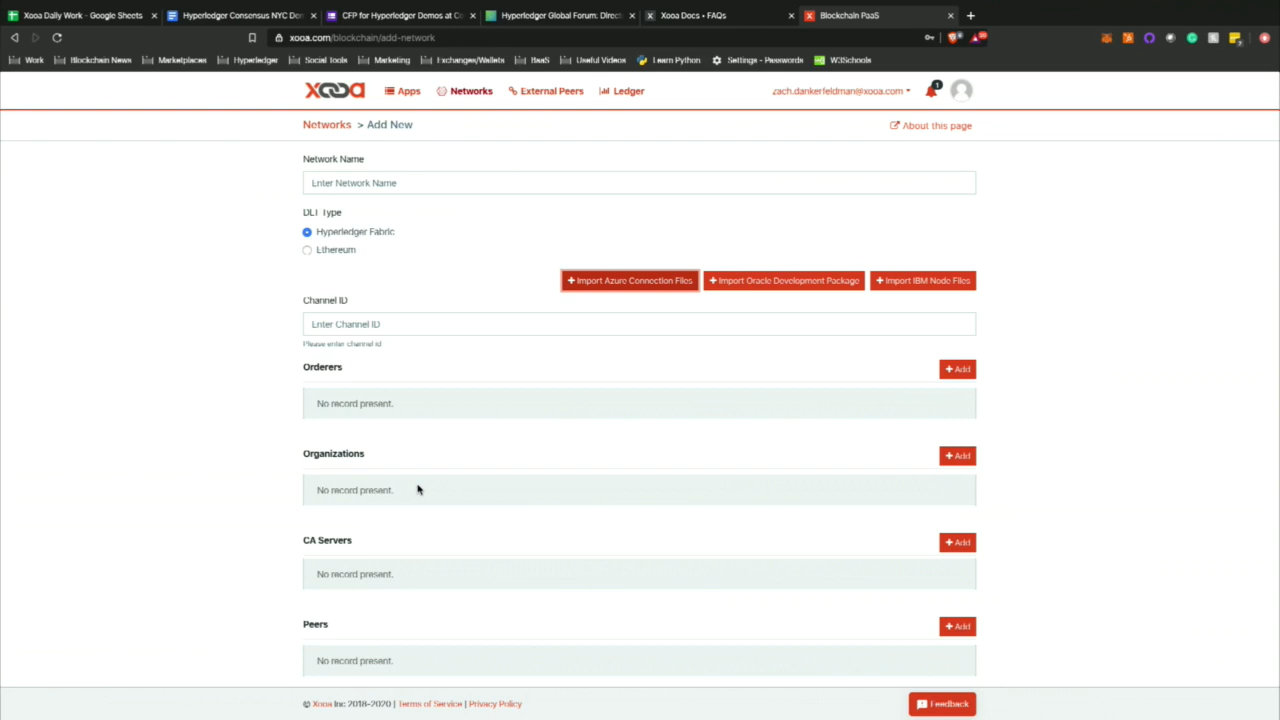 Xooa Daily Work - Google Sheets
Hyperledger Consensus NYC De
CFP for Hyperledger Demos at Co
Hyperledger Global Forum: Direc
Xooa Docs • FAQs
Blockchain PaaS
xooa.com/blockchain/add-network
Work
Blockchain News
Marketplaces
Hyperledger
Social Tools
Marketing
Exchanges/Wallets
BaaS
Useful Videos
Learn Python
Settings - Passwords
W3Schools
xooa
Apps
Networks
External Peers
Ledger
zach.dankerfeldman@xooa.com
1
Networks > Add New
About this page
Network Name
Enter Network Name
DLT Type
Hyperledger Fabric
Ethereum
+ Import Azure Connection Files
+ Import Oracle Development Package
+ Import IBM Node Files
Channel ID
Enter Channel ID
Please enter channel id
Orderers
+ Add
No record present.
Organizations
+ Add
No record present.
CA Servers
+ Add
No record present.
Peers
+ Add
No record present.
© Xooa Inc 2018-2020 | Terms of Service | Privacy Policy
Feedback